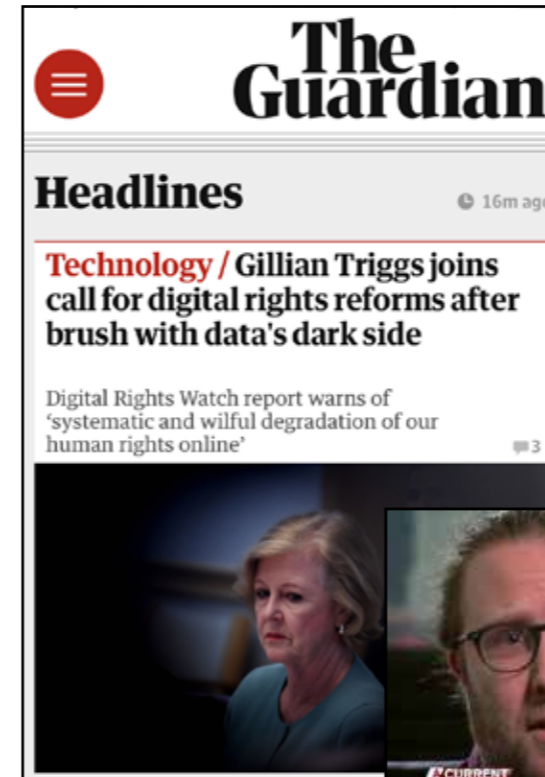 The
Guardian
Headlines
16m ago
Technology / Gillian Triggs joins
call for digital rights reforms after
brush with data's dark side
Digital Rights Watch report warns of
‘systematic and wilful degradation of our
human rights online’
3
A CURRENT